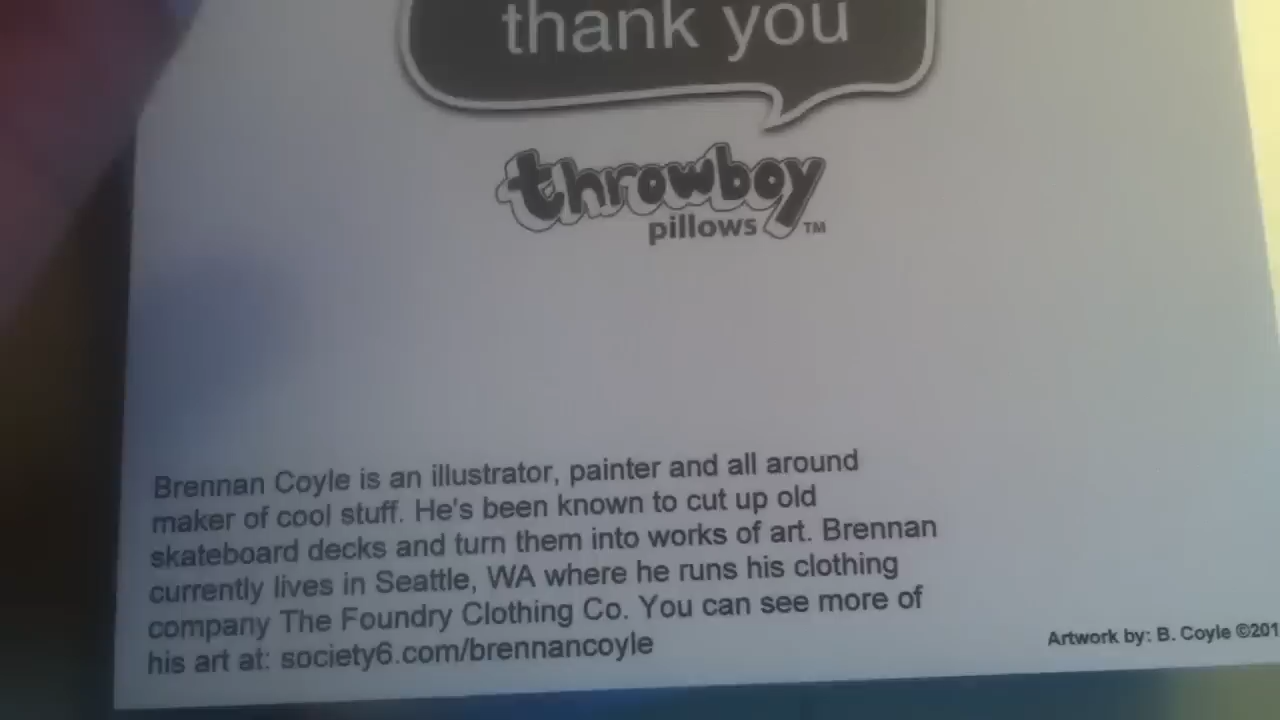 thank you
throwboy
pillows TM
Brennan Coyle is an illustrator, painter and all around
maker of cool stuff. He's been known to cut up old
skateboard decks and turn them into works of art. Brennan
currently lives in Seattle, WA where he runs his clothing
company The Foundry Clothing Co. You can see more of
his art at: society6.com/brennancoyle
Artwork by: B. Coyle ©201